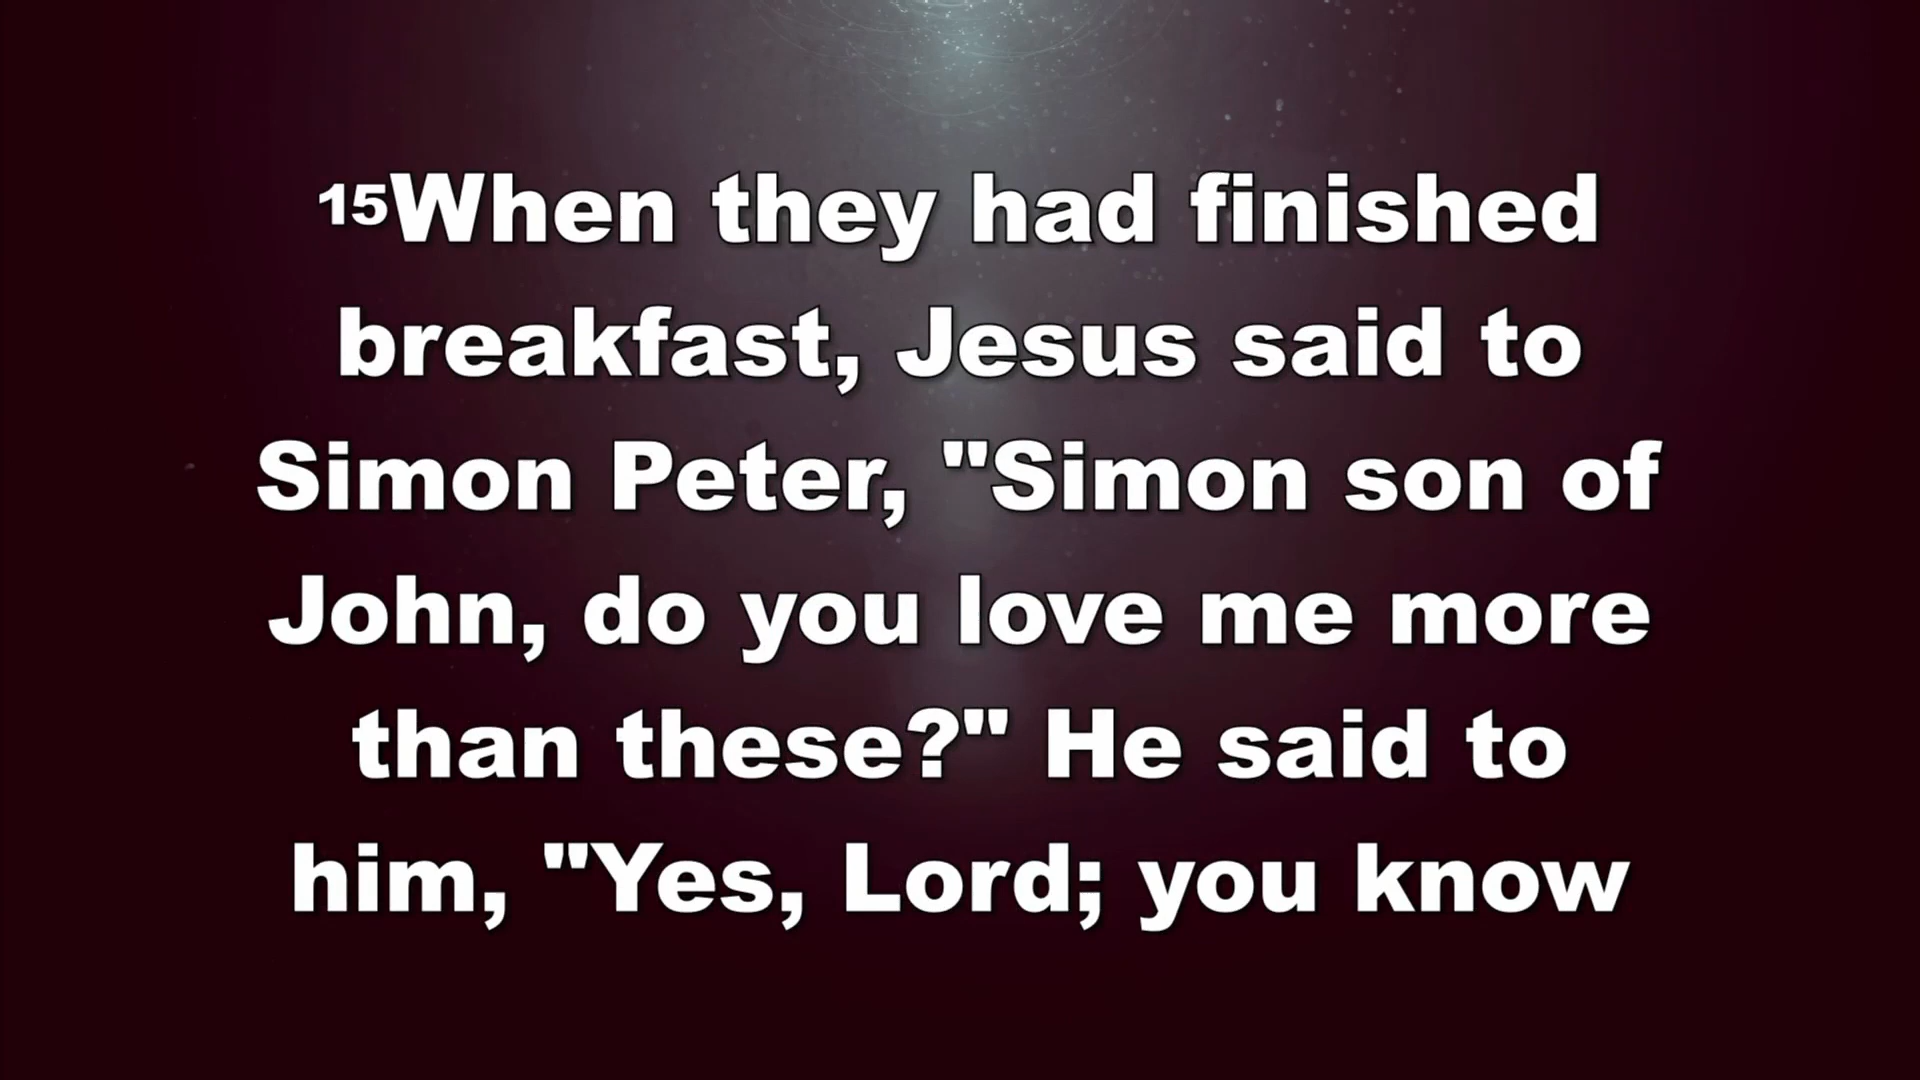 15When they had finished
breakfast, Jesus said to
Simon Peter, "Simon son of
John, do you love me more
than these?" He said to
him, "Yes, Lord; you know